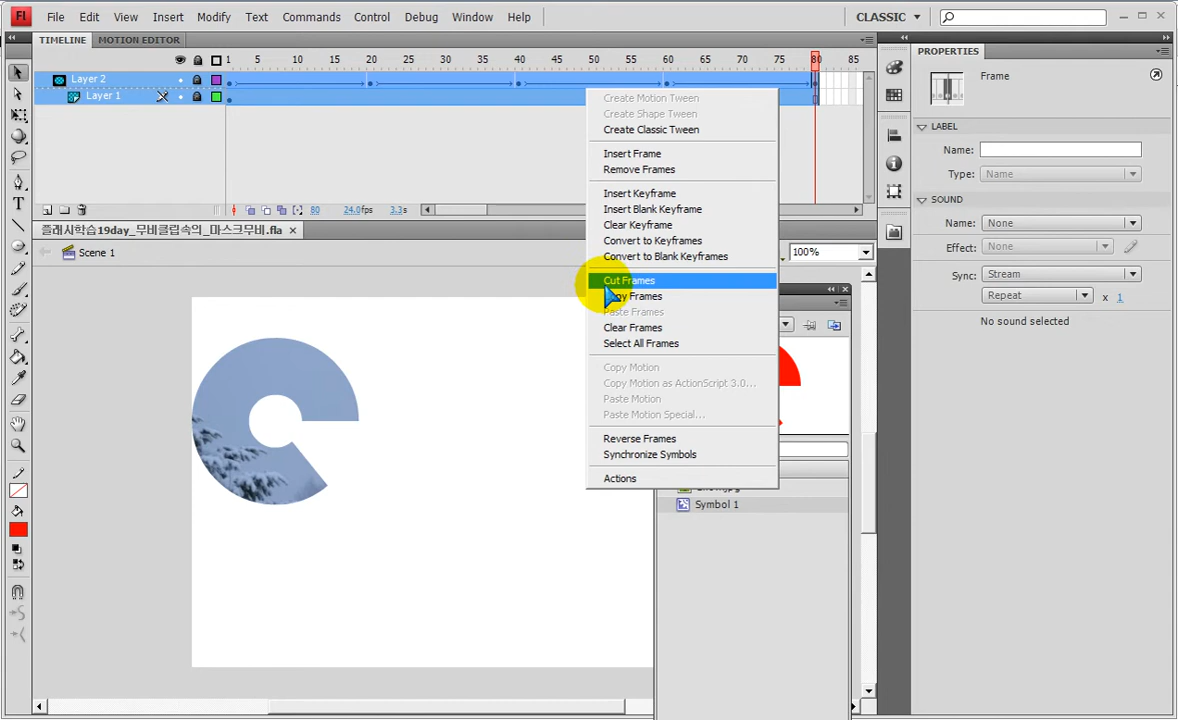 Fl File Edit View Insert Modify Text Commands Control Debug Window Help CLASSIC
TIMELINE MOTION EDITOR
1 5 10 15 20 25 30 35 40 45 50 55 60 65 70 75 80 85
Layer 2
Layer 1
80 24.0fps 3.3s
플래시학습19day_무비클립속의_마스크무비.fla
Scene 1
100%
Create Motion Tween
Create Shape Tween
Create Classic Tween
Insert Frame
Remove Frames
Insert Keyframe
Insert Blank Keyframe
Clear Keyframe
Convert to Keyframes
Convert to Blank Keyframes
Cut Frames
Copy Frames
Paste Frames
Clear Frames
Select All Frames
Copy Motion
Copy Motion as ActionScript 3.0...
Paste Motion
Paste Motion Special...
Reverse Frames
Synchronize Symbols
Actions
Symbol 1
PROPERTIES
Frame
LABEL
Name:
Type: Name
SOUND
Name: None
Effect: None
Sync: Stream
Repeat x 1
No sound selected